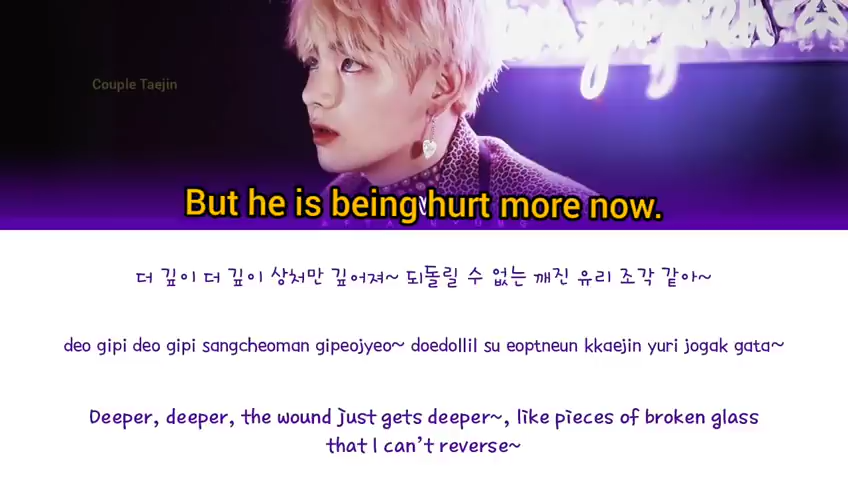 Couple Taejin
But he is being hurt more now.
더 깊이 더 깊이 상처만 깊어져~ 되돌릴 수 없는 깨진 유리 조각 같아~
deo gipi deo gipi sangcheoman gipeojyeo~ doedollil su eoptneun kkaejin yuri jogak gata~
Deeper, deeper, the wound just gets deeper~, like pieces of broken glass
that I can't reverse~